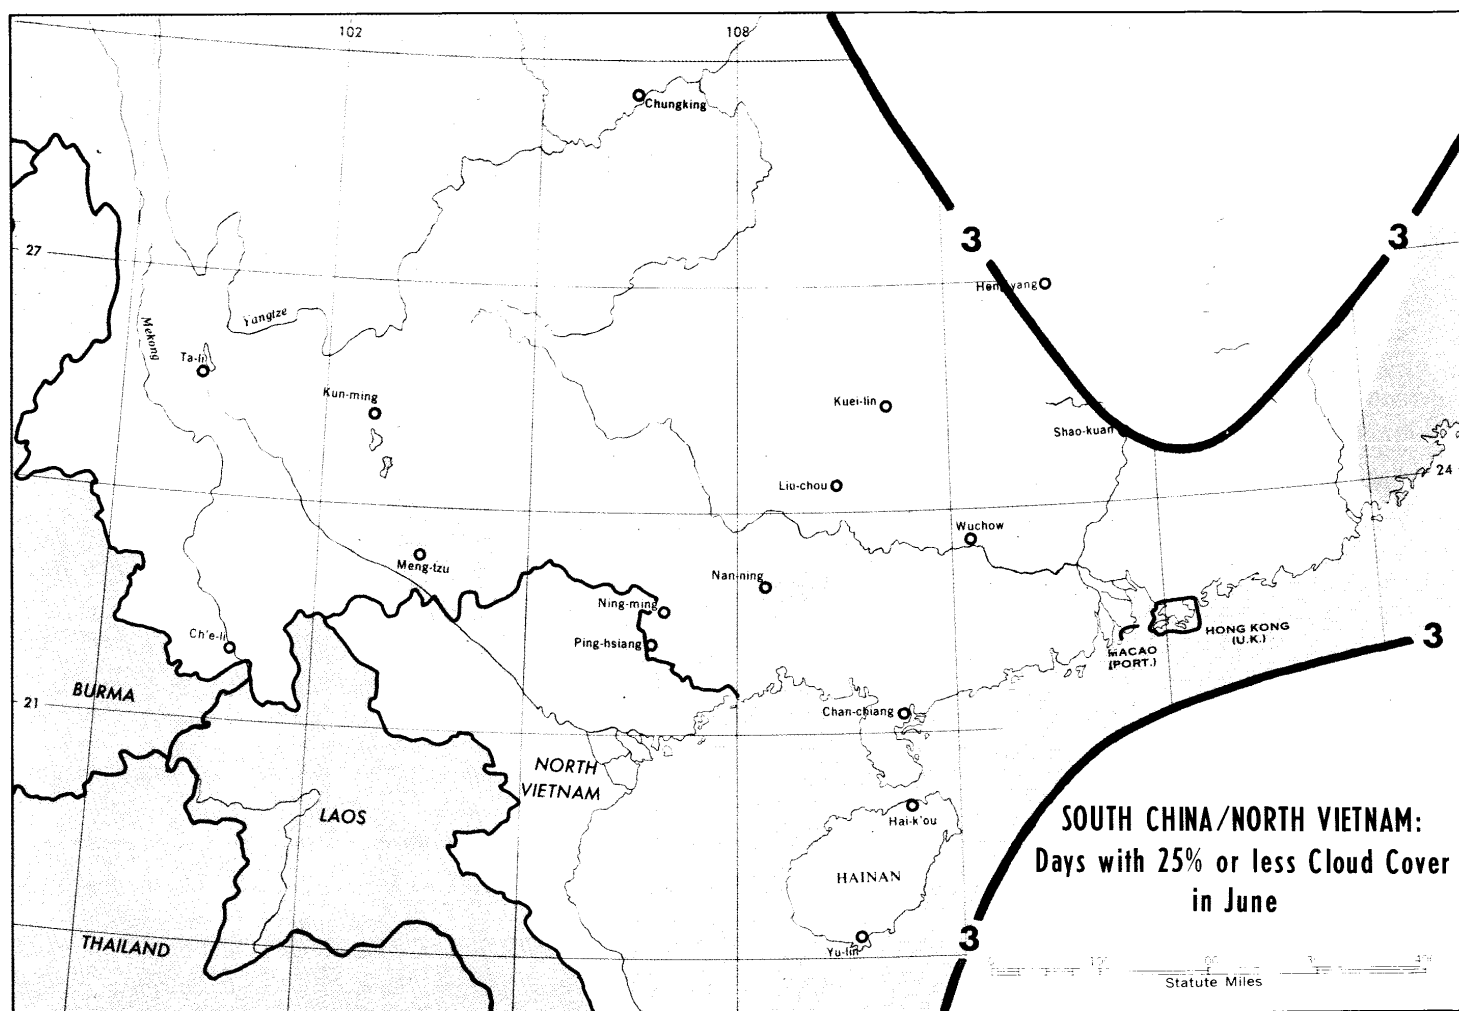 102
108
Chungking
27
3
3
Yangtze
Mekong
Ta-li
Kun-ming
Kuei-lin
Shao-kuan
24
Liu-chou
Wuchow
Meng-tzu
Nan-ning
Ning-ming
Ch'e-li
Ping-hsiang
HONG KONG
(U.K.)
MACAO
(PORT.)
3
BURMA
21
Chan-chiang
NORTH
VIETNAM
LAOS
Hai-k'ou
HAINAN
SOUTH CHINA/NORTH VIETNAM:
Days with 25% or less Cloud Cover
in June
THAILAND
Yu-lin
3
Statute Miles